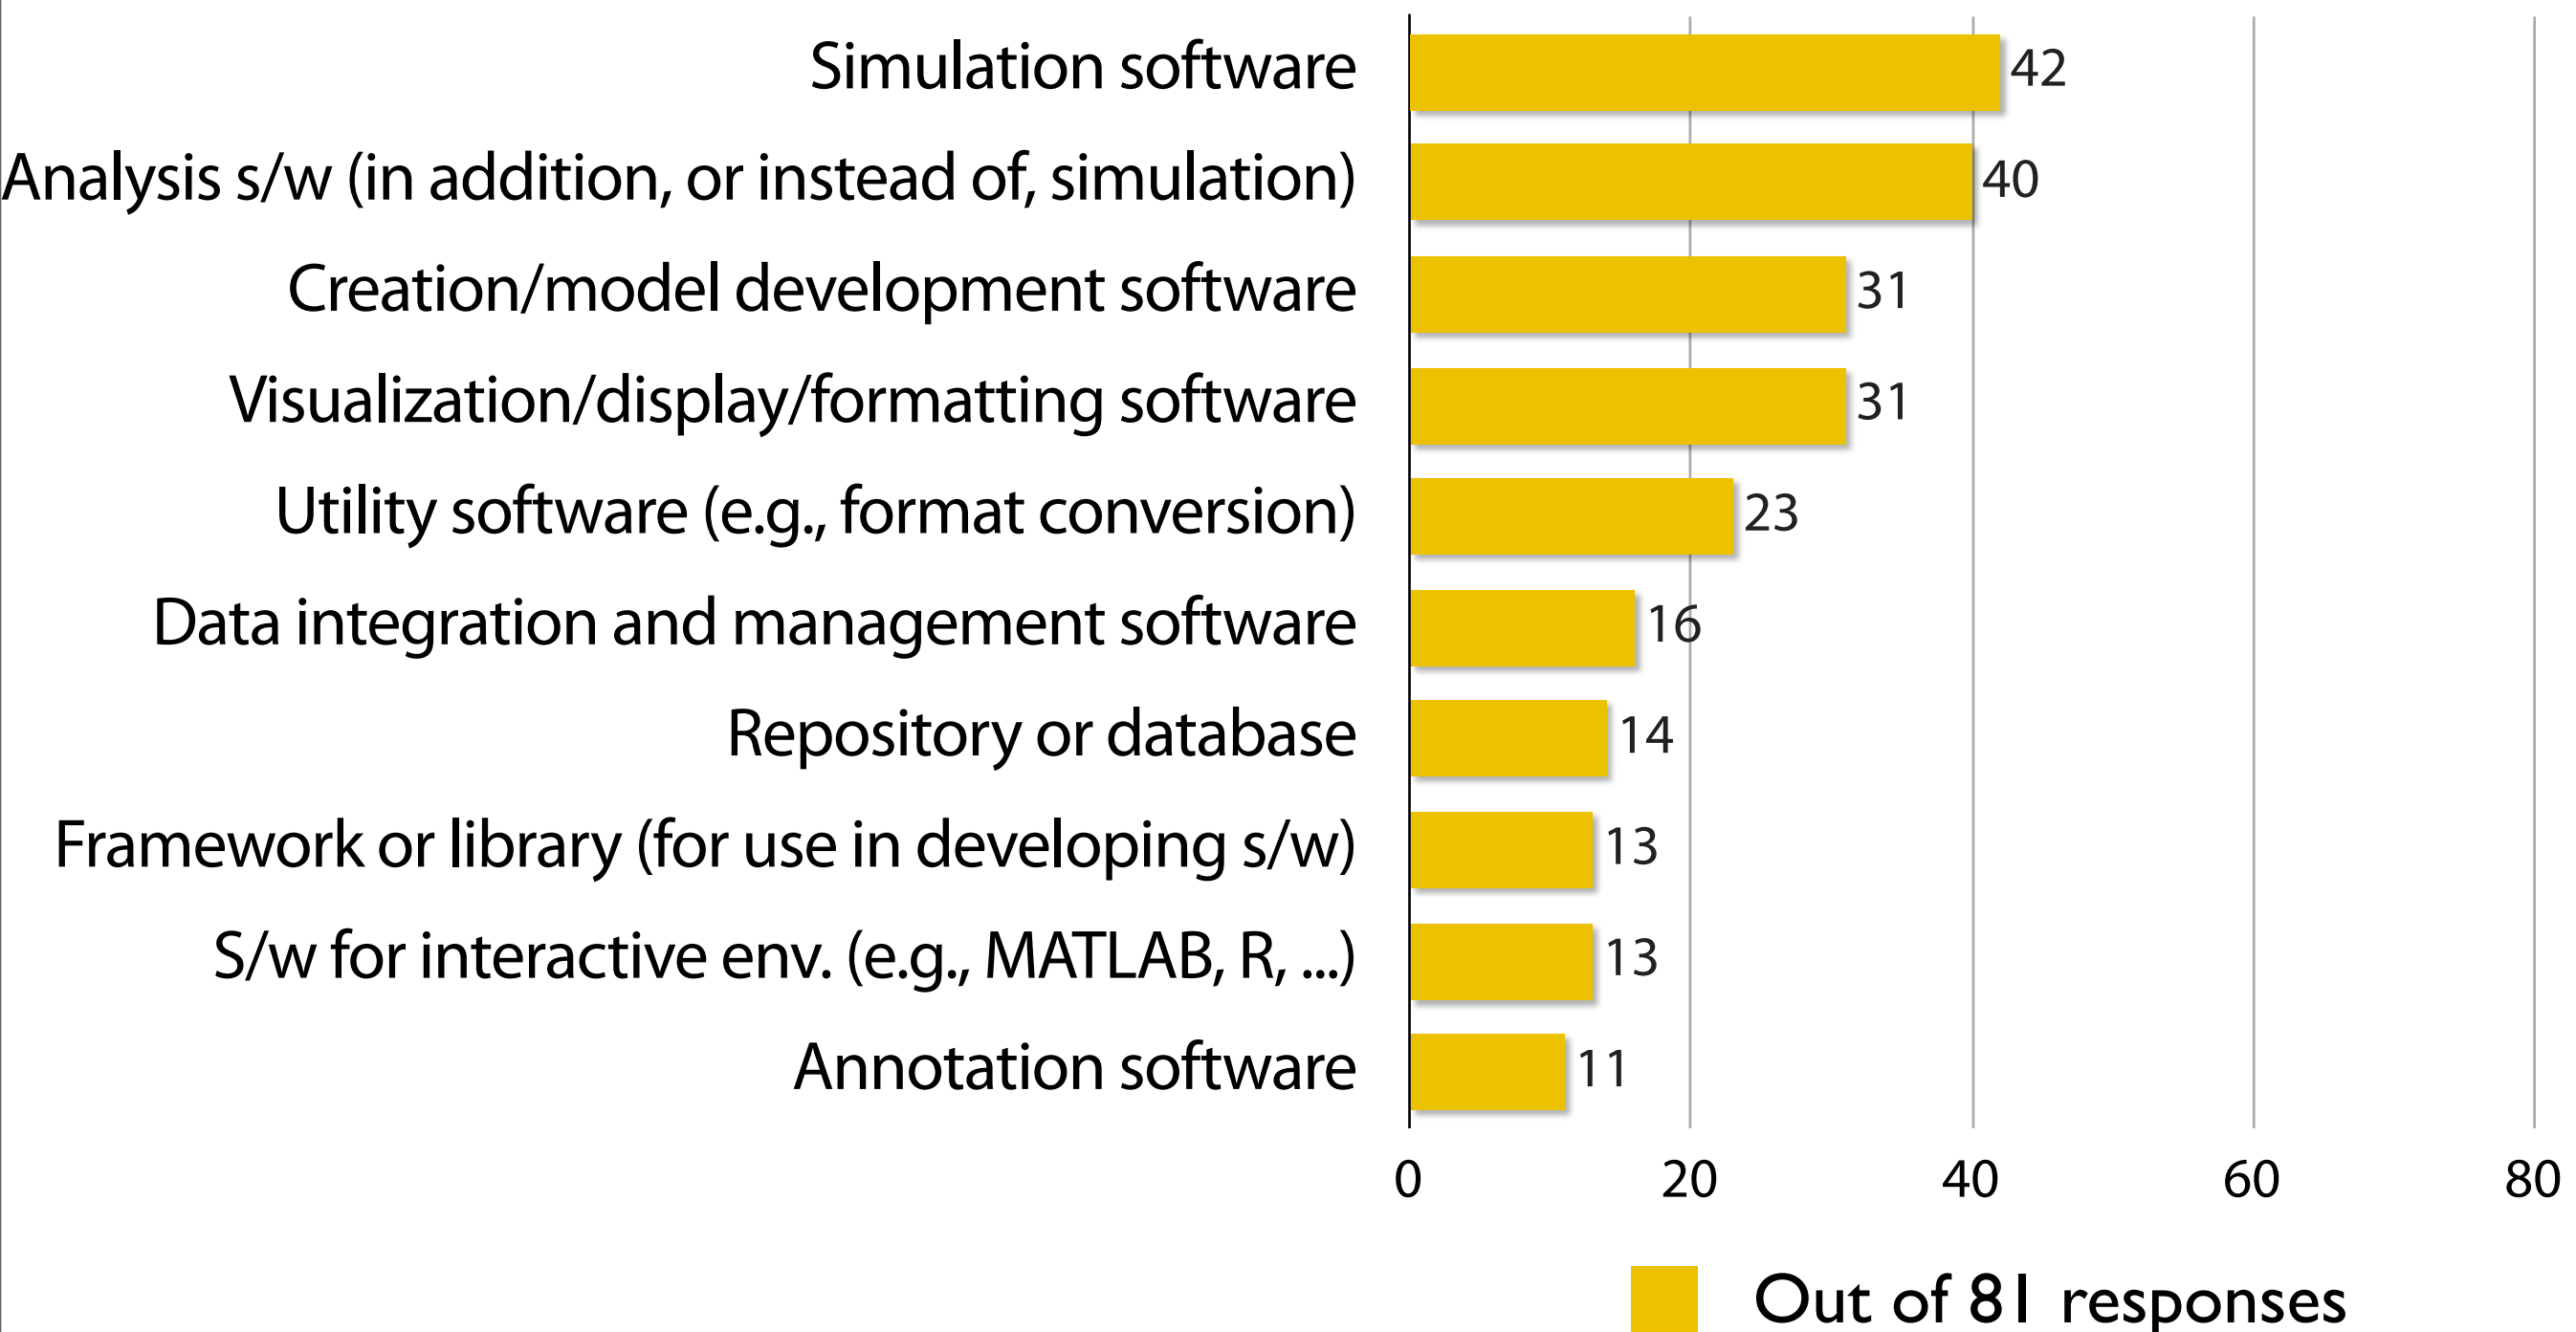 Simulation software 42
Analysis s/w (in addition, or instead of, simulation) 40
Creation/model development software 31
Visualization/display/formatting software 31
Utility software (e.g., format conversion) 23
Data integration and management software 16
Repository or database 14
Framework or library (for use in developing s/w) 13
S/w for interactive env. (e.g., MATLAB, R, ...) 13
Annotation software 11
0 20 40 60 80
Out of 81 responses